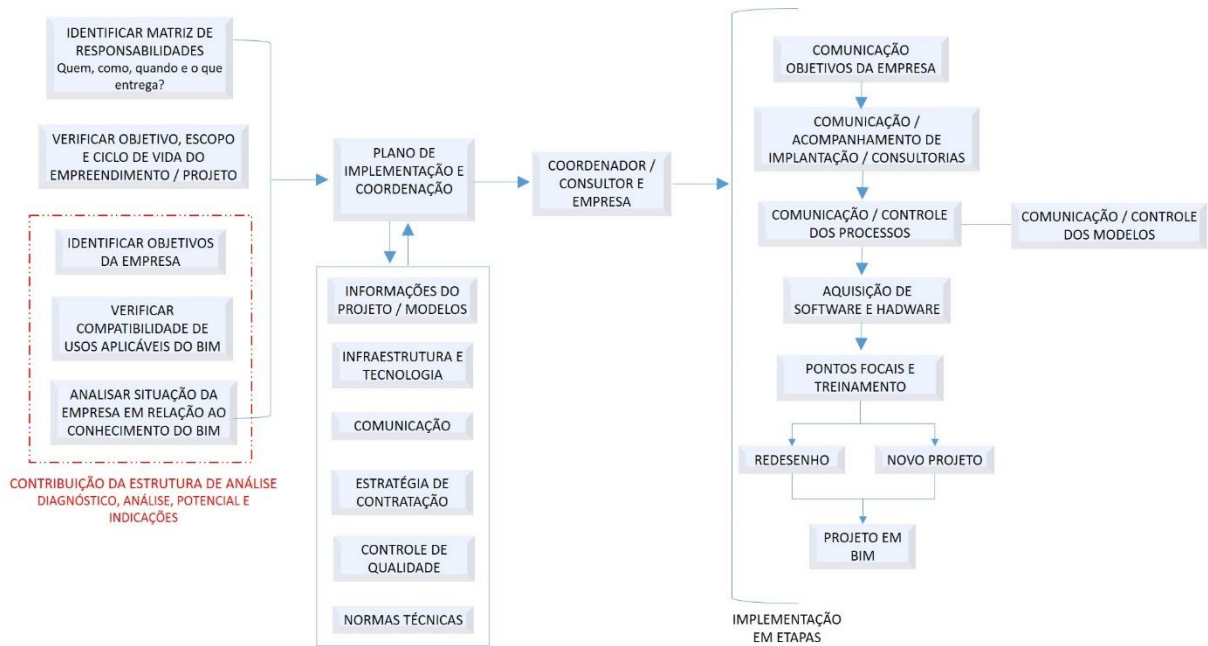 IDENTIFICAR MATRIZ DE
RESPONSABILIDADES
Quem, como, quando e o que
entrega?
VERIFICAR OBJETIVO, ESCOPO
E CICLO DE VIDA DO
EMPREENDIMENTO / PROJETO
IDENTIFICAR OBJETIVOS
DA EMPRESA
VERIFICAR
COMPATIBILIDADE DE
USOS APLICÁVEIS DO BIM
ANALISAR SITUAÇÃO DA
EMPRESA EM RELAÇÃO AO
CONHECIMENTO DO BIM
CONTRIBUIÇÃO DA ESTRUTURA DE ANÁLISE
DIAGNÓSTICO, ANÁLISE, POTENCIAL E
INDICAÇÕES
PLANO DE
IMPLEMENTAÇÃO E
COORDENAÇÃO
INFORMAÇÕES DO
PROJETO / MODELOS
INFRAESTRUTURA E
TECNOLOGIA
COMUNICAÇÃO
ESTRATÉGIA DE
CONTRATAÇÃO
CONTROLE DE
QUALIDADE
NORMAS TÉCNICAS
COORDENADOR /
CONSULTOR E
EMPRESA
COMUNICAÇÃO
OBJETIVOS DA EMPRESA
COMUNICAÇÃO /
ACOMPANHAMENTO DE
IMPLANTAÇÃO / CONSULTORIAS
COMUNICAÇÃO / CONTROLE
DOS PROCESSOS
COMUNICAÇÃO / CONTROLE
DOS MODELOS
AQUISIÇÃO DE
SOFTWARE E HADWARE
PONTOS FOCAIS E
TREINAMENTO
REDESENHO
NOVO PROJETO
PROJETO EM
BIM
IMPLEMENTAÇÃO
EM ETAPAS